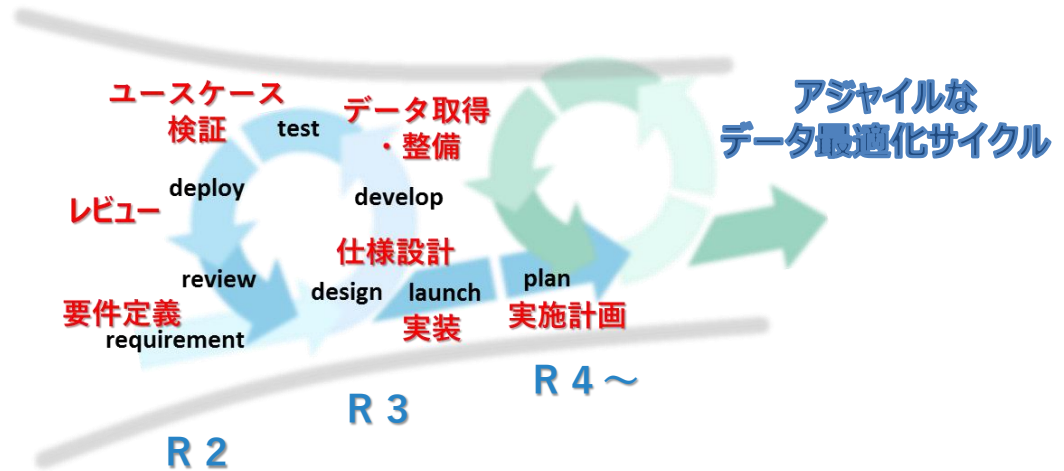 アジャイルな
データ最適化サイクル
ユースケース
検証
test
データ取得
・整備
deploy
develop
レビュー
仕様設計
review
design
launch
plan
要件定義
requirement
実装
実施計画
R2
R3
R4～